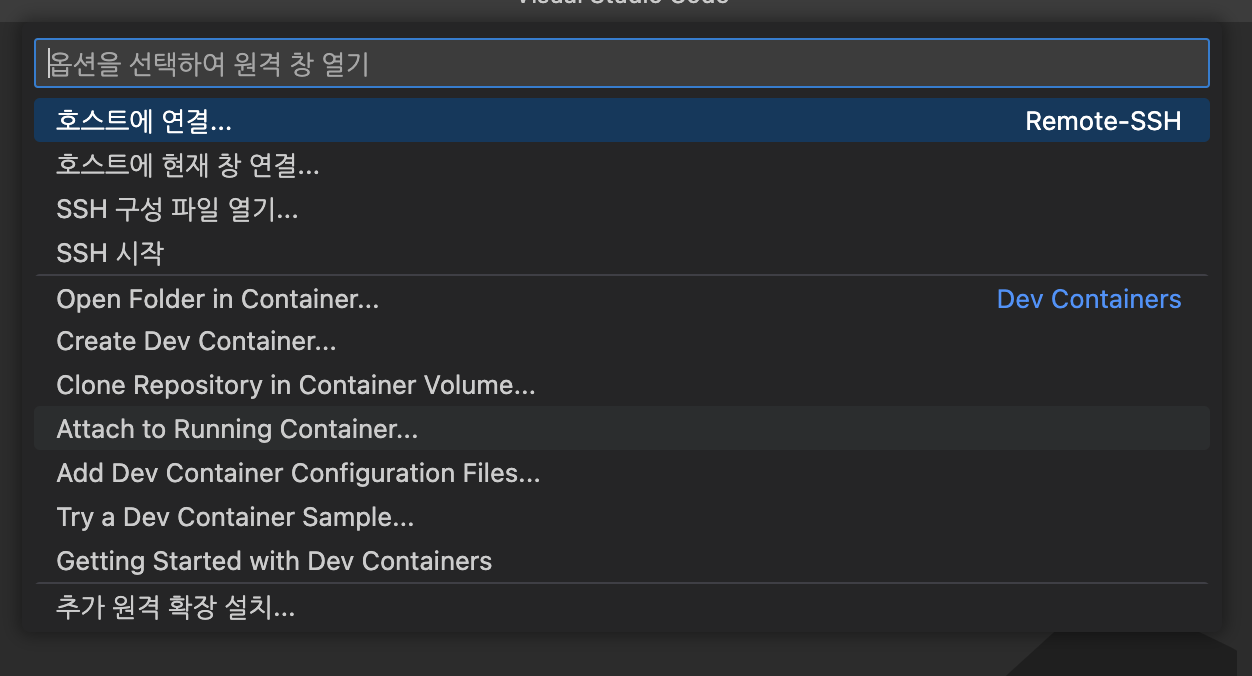 Visual Studio Code
옵션을 선택하여 원격 창 열기
호스트에 연결... Remote-SSH
호스트에 현재 창 연결...
SSH 구성 파일 열기...
SSH 시작
Open Folder in Container... Dev Containers
Create Dev Container...
Clone Repository in Container Volume...
Attach to Running Container...
Add Dev Container Configuration Files...
Try a Dev Container Sample...
Getting Started with Dev Containers
추가 원격 확장 설치...